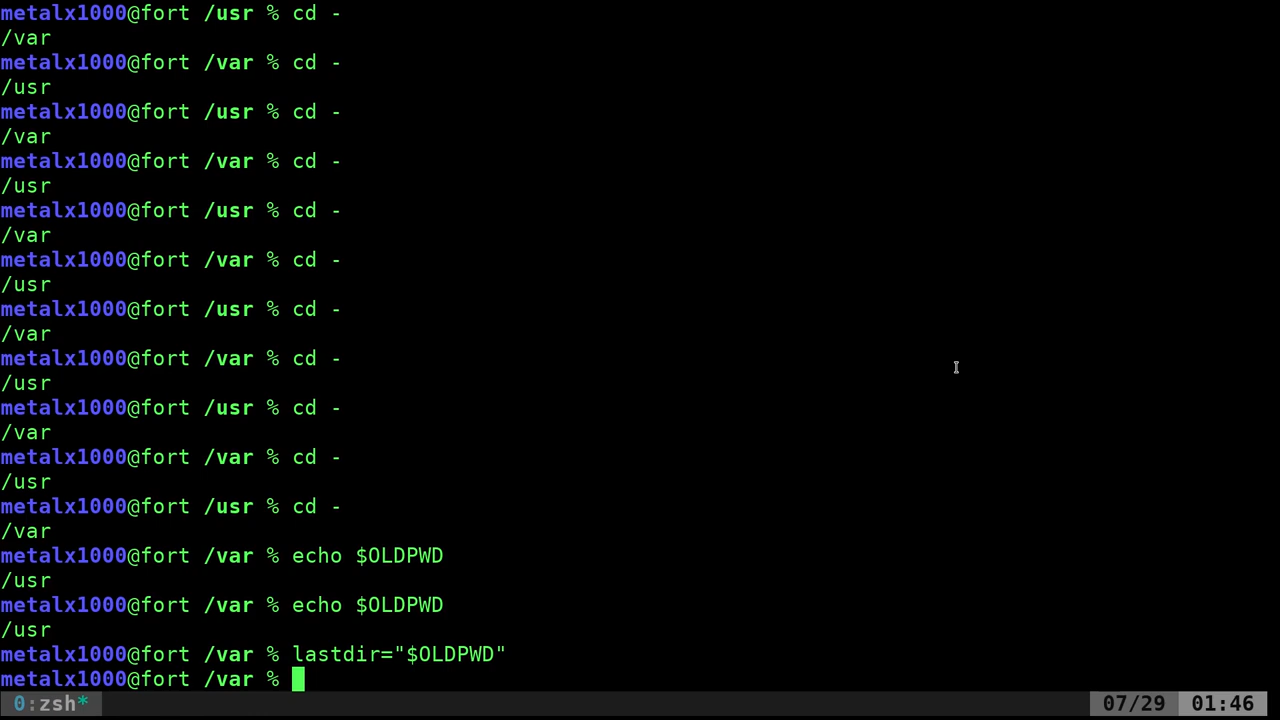 metalx1000@fort /usr % cd -
/var
metalx1000@fort /var % cd -
/usr
metalx1000@fort /usr % cd -
/var
metalx1000@fort /var % cd -
/usr
metalx1000@fort /usr % cd -
/var
metalx1000@fort /var % cd -
/usr
metalx1000@fort /usr % cd -
/var
metalx1000@fort /var % cd -
/usr
metalx1000@fort /usr % cd -
/var
metalx1000@fort /var % cd -
/usr
metalx1000@fort /usr % cd -
/var
metalx1000@fort /var % echo $OLDPWD
/usr
metalx1000@fort /var % echo $OLDPWD
/usr
metalx1000@fort /var % lastdir="$OLDPWD"
metalx1000@fort /var %
0:zsh* 07/29 01:46